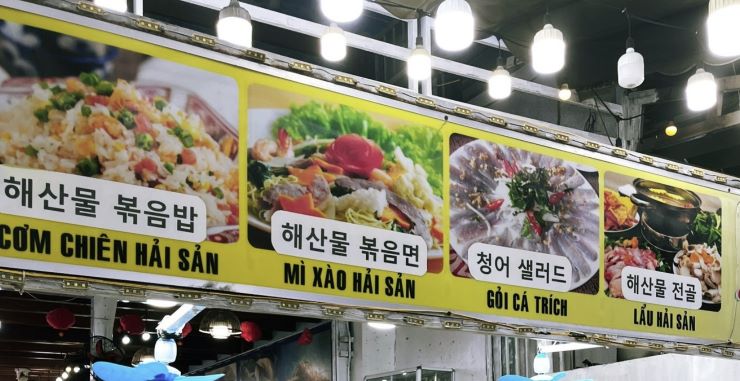 해산물 볶음밥
CƠM CHIÊN HẢI SẢN
해산물 볶음면
MÌ XÀO HẢI SẢN
청어 샐러드
GỎI CÁ TRÍCH
해산물 전골
LẨU HẢI SẢN